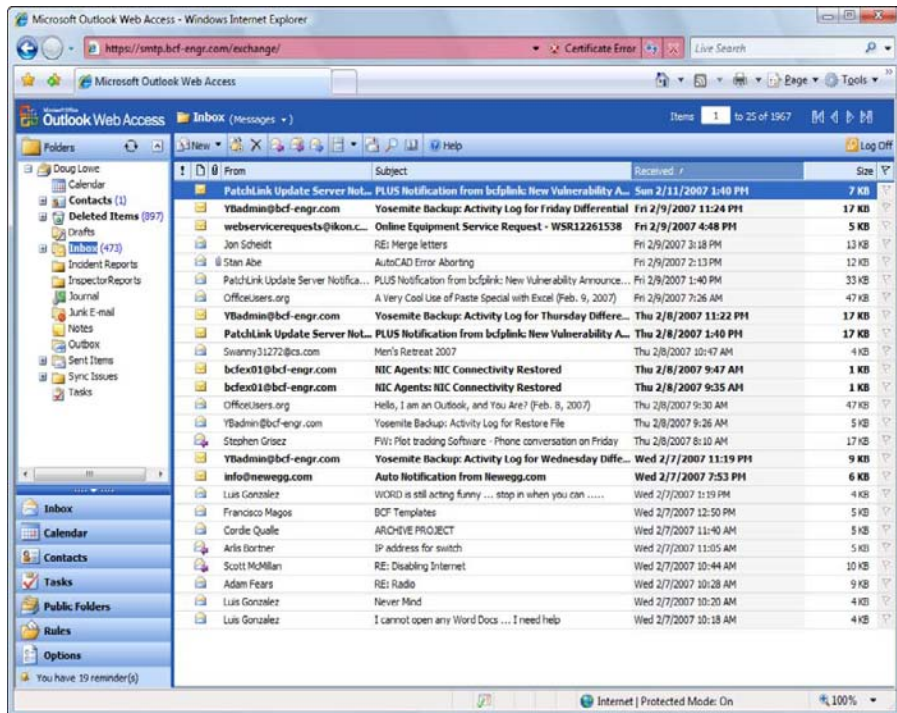 Microsoft Outlook Web Access - Windows Internet Explorer
https://smtp.bcf-engr.com/exchange/ Certificate Error Live Search
Microsoft Outlook Web Access Page Tools
Microsoft Office
Outlook Web Access Inbox (Messages) Items 1 to 25 of 1967
Folders New Help Log Off
! From Subject Received Size
Doug Lowe
Calendar
Contacts (1)
Deleted Items (897)
Drafts
Inbox (473)
Incident Reports
InspectorReports
Journal
Junk E-mail
Notes
Outbox
Sent Items
Sync Issues
Tasks
PatchLink Update Server Not... PLUS Notification from bcfplink: New Vulnerability A... Sun 2/11/2007 1:40 PM 7 KB
YBadmin@bcf-engr.com Yosemite Backup: Activity Log for Friday Differential Fri 2/9/2007 11:24 PM 17 KB
webservicerequests@ikon.c... Online Equipment Service Request - WSR12261538 Fri 2/9/2007 4:48 PM 5 KB
Jon Scheidt RE: Merge letters Fri 2/9/2007 3:18 PM 13 KB
Stan Abe AutoCAD Error Aborting Fri 2/9/2007 2:13 PM 12 KB
PatchLink Update Server Notifica... PLUS Notification from bcfplink: New Vulnerability Announce... Fri 2/9/2007 1:40 PM 33 KB
OfficeUsers.org A Very Cool Use of Paste Special with Excel (Feb. 9, 2007) Fri 2/9/2007 7:26 AM 47 KB
YBadmin@bcf-engr.com Yosemite Backup: Activity Log for Thursday Differe... Thu 2/8/2007 11:22 PM 17 KB
PatchLink Update Server Not... PLUS Notification from bcfplink: New Vulnerability A... Thu 2/8/2007 1:40 PM 17 KB
Swanny31272@cs.com Men's Retreat 2007 Thu 2/8/2007 10:47 AM 4 KB
bcfex01@bcf-engr.com NIC Agents: NIC Connectivity Restored Thu 2/8/2007 9:47 AM 1 KB
bcfex01@bcf-engr.com NIC Agents: NIC Connectivity Restored Thu 2/8/2007 9:35 AM 1 KB
OfficeUsers.org Hello, I am an Outlook, and You Are? (Feb. 8, 2007) Thu 2/8/2007 9:30 AM 47 KB
YBadmin@bcf-engr.com Yosemite Backup: Activity Log for Restore File Thu 2/8/2007 9:26 AM 5 KB
Stephen Grisez FW: Plot tracking Software - Phone conversation on Friday Thu 2/8/2007 8:10 AM 17 KB
YBadmin@bcf-engr.com Yosemite Backup: Activity Log for Wednesday Diffe... Wed 2/7/2007 11:19 PM 9 KB
info@newegg.com Auto Notification from Newegg.com Wed 2/7/2007 7:53 PM 6 KB
Luis Gonzalez WORD is still acting funny ... stop in when you can ..... Wed 2/7/2007 1:19 PM 4 KB
Francisco Magos BCF Templates Wed 2/7/2007 12:50 PM 5 KB
Cordie Qualle ARCHIVE PROJECT Wed 2/7/2007 11:40 AM 5 KB
Arlis Bortner IP address for switch Wed 2/7/2007 11:05 AM 5 KB
Scott McMillan RE: Disabling Internet Wed 2/7/2007 10:44 AM 10 KB
Adam Fears RE: Radio Wed 2/7/2007 10:28 AM 9 KB
Luis Gonzalez Never Mind Wed 2/7/2007 10:20 AM 4 KB
Luis Gonzalez I cannot open any Word Docs ... I need help Wed 2/7/2007 10:18 AM 4 KB
Inbox
Calendar
Contacts
Tasks
Public Folders
Rules
Options
You have 19 reminder(s)
Internet | Protected Mode: On 100%